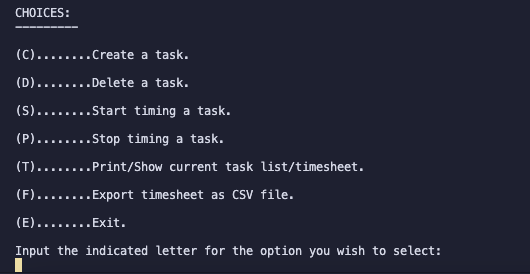 CHOICES:
---------
(C)........Create a task.
(D)........Delete a task.
(S)........Start timing a task.
(P)........Stop timing a task.
(T)........Print/Show current task list/timesheet.
(F)........Export timesheet as CSV file.
(E)........Exit.
Input the indicated letter for the option you wish to select: